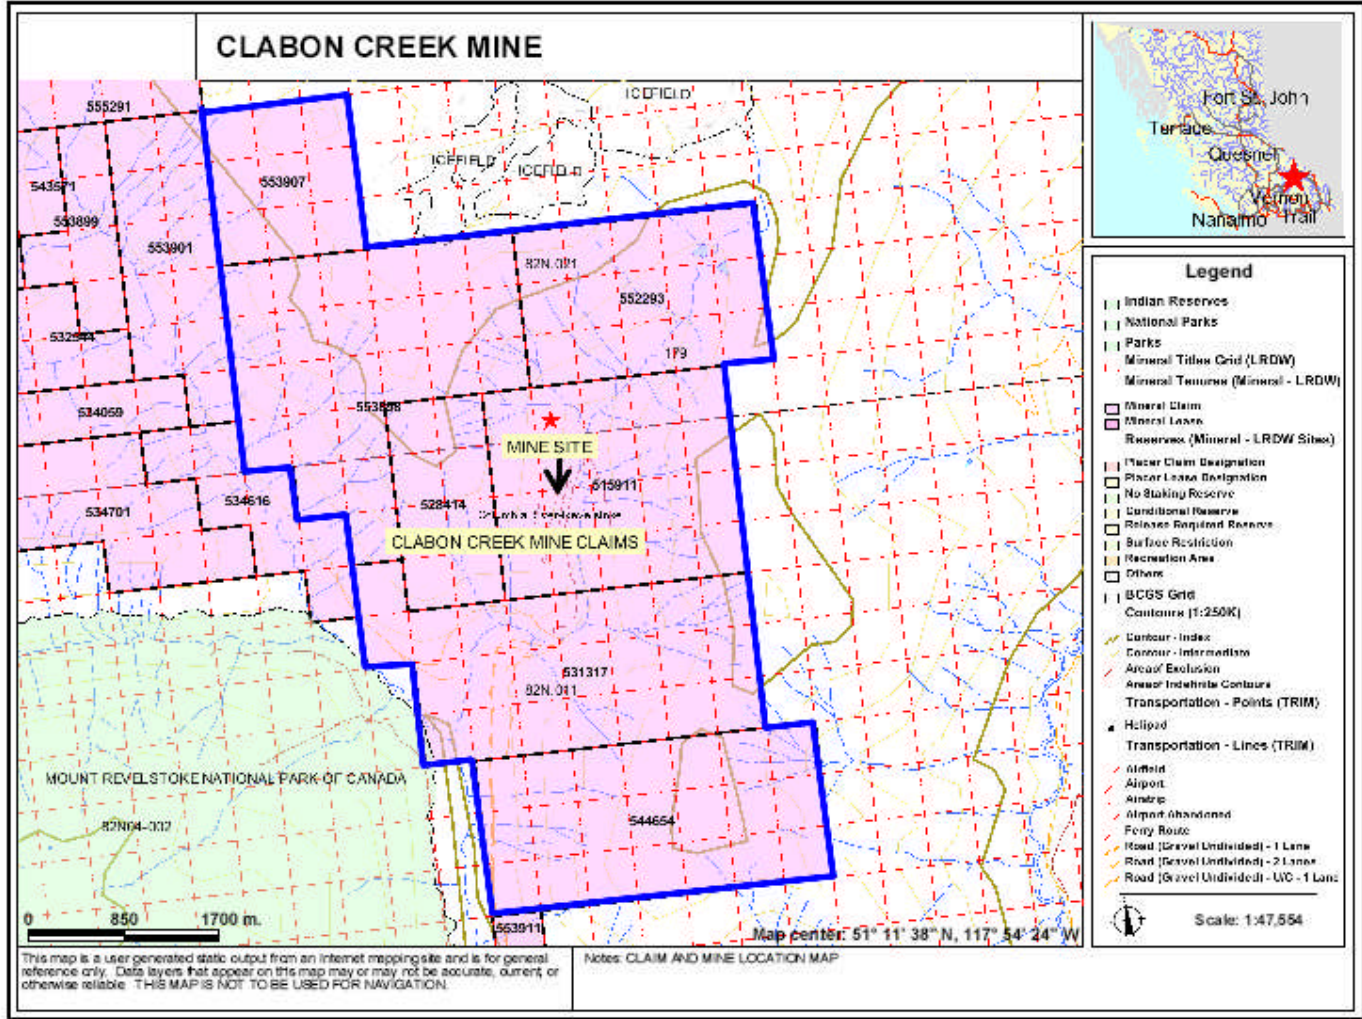 CLABON CREEK MINE
ICEFIELD
ICEFIELD
ICEFIELD
555291
553907
543571
553899
553901
82N.021
552293
532944
179
534059
MINE SITE
515911
528414
534616
534701
CLABON CREEK MINE CLAIMS
531317
82N.011
MOUNT REVELSTOKE NATIONAL PARK OF CANADA
544654
553911
0 850 1700 m.
Map center: 51° 11' 38" N, 117° 54' 24" W
This map is a user generated static output from an Internet mapping site and is for general
reference only. Data layers that appear on this map may or may not be accurate, current, or
otherwise reliable. THIS MAP IS NOT TO BE USED FOR NAVIGATION.
Notes: CLAIM AND MINE LOCATION MAP
Fort St. John
Terrace
Quesnel
Vernon
Nanaimo
Trail
Legend
Indian Reserves
National Parks
Parks
Mineral Titles Grid (LRDW)
Mineral Tenures (Mineral - LRDW)
Mineral Claim
Mineral Lease
Reserves (Mineral - LRDW Sites)
Placer Claim Designation
Placer Lease Designation
No Staking Reserve
Conditional Reserve
Release Required Reserve
Surface Restriction
Recreation Area
Others
BCGS Grid
Contours (1:250K)
Contour - Index
Contour - Intermediate
Area of Exclusion
Area of Indefinite Contours
Transportation - Points (TRIM)
Helipad
Transportation - Lines (TRIM)
Airfield
Airport
Airstrip
Airport Abandoned
Ferry Route
Road (Gravel Undivided) - 1 Lane
Road (Gravel Undivided) - 2 Lanes
Road (Gravel Undivided) - U/C - 1 Lane
Scale: 1:47,554